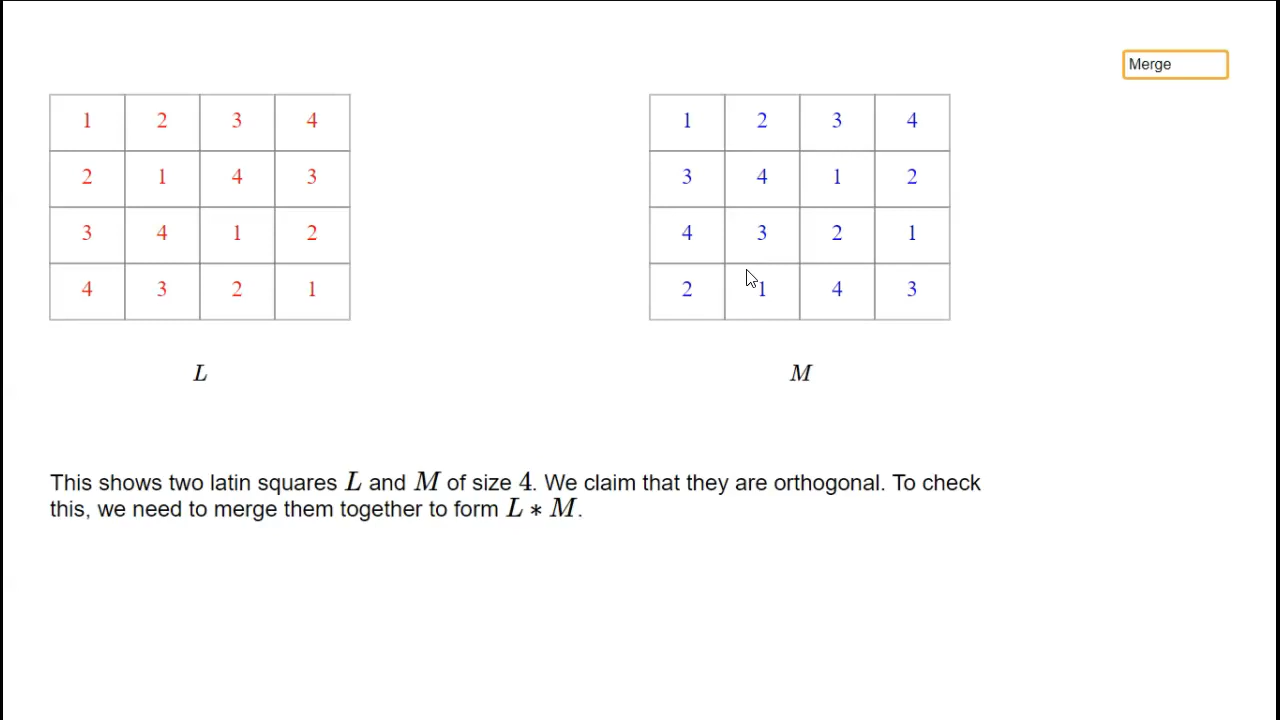 Merge
1 2 3 4
2 1 4 3
3 4 1 2
4 3 2 1
L
1 2 3 4
3 4 1 2
4 3 2 1
2 1 4 3
M
This shows two latin squares L and M of size 4. We claim that they are orthogonal. To check
this, we need to merge them together to form L * M.